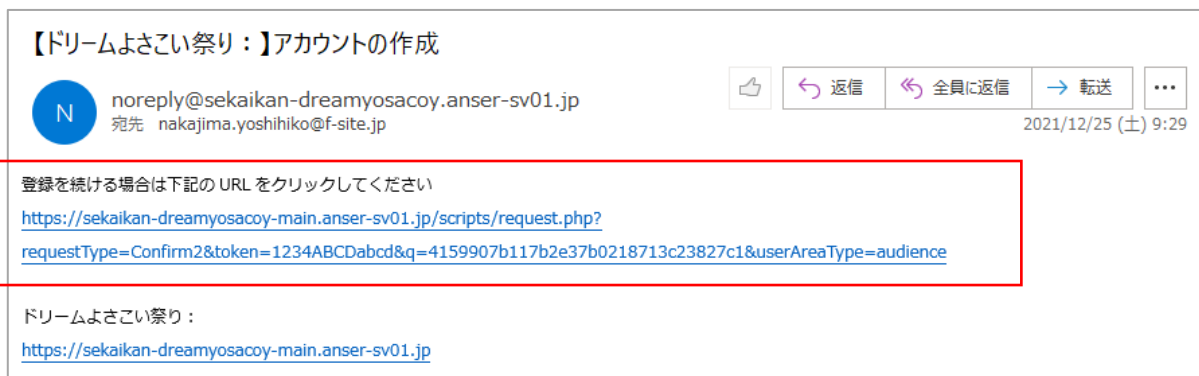 【ドリームよさこい祭り：】アカウントの作成
N
noreply@sekaikan-dreamyosacoy.anser-sv01.jp
宛先 nakajima.yoshihiko@f-site.jp
返信
全員に返信
転送
2021/12/25 (土) 9:29
登録を続ける場合は下記の URL をクリックしてください
https://sekaikan-dreamyosacoy-main.anser-sv01.jp/scripts/request.php?
requestType=Confirm2&token=1234ABCDabcd&q=4159907b117b2e37b0218713c23827c1&userAreaType=audience
ドリームよさこい祭り：
https://sekaikan-dreamyosacoy-main.anser-sv01.jp